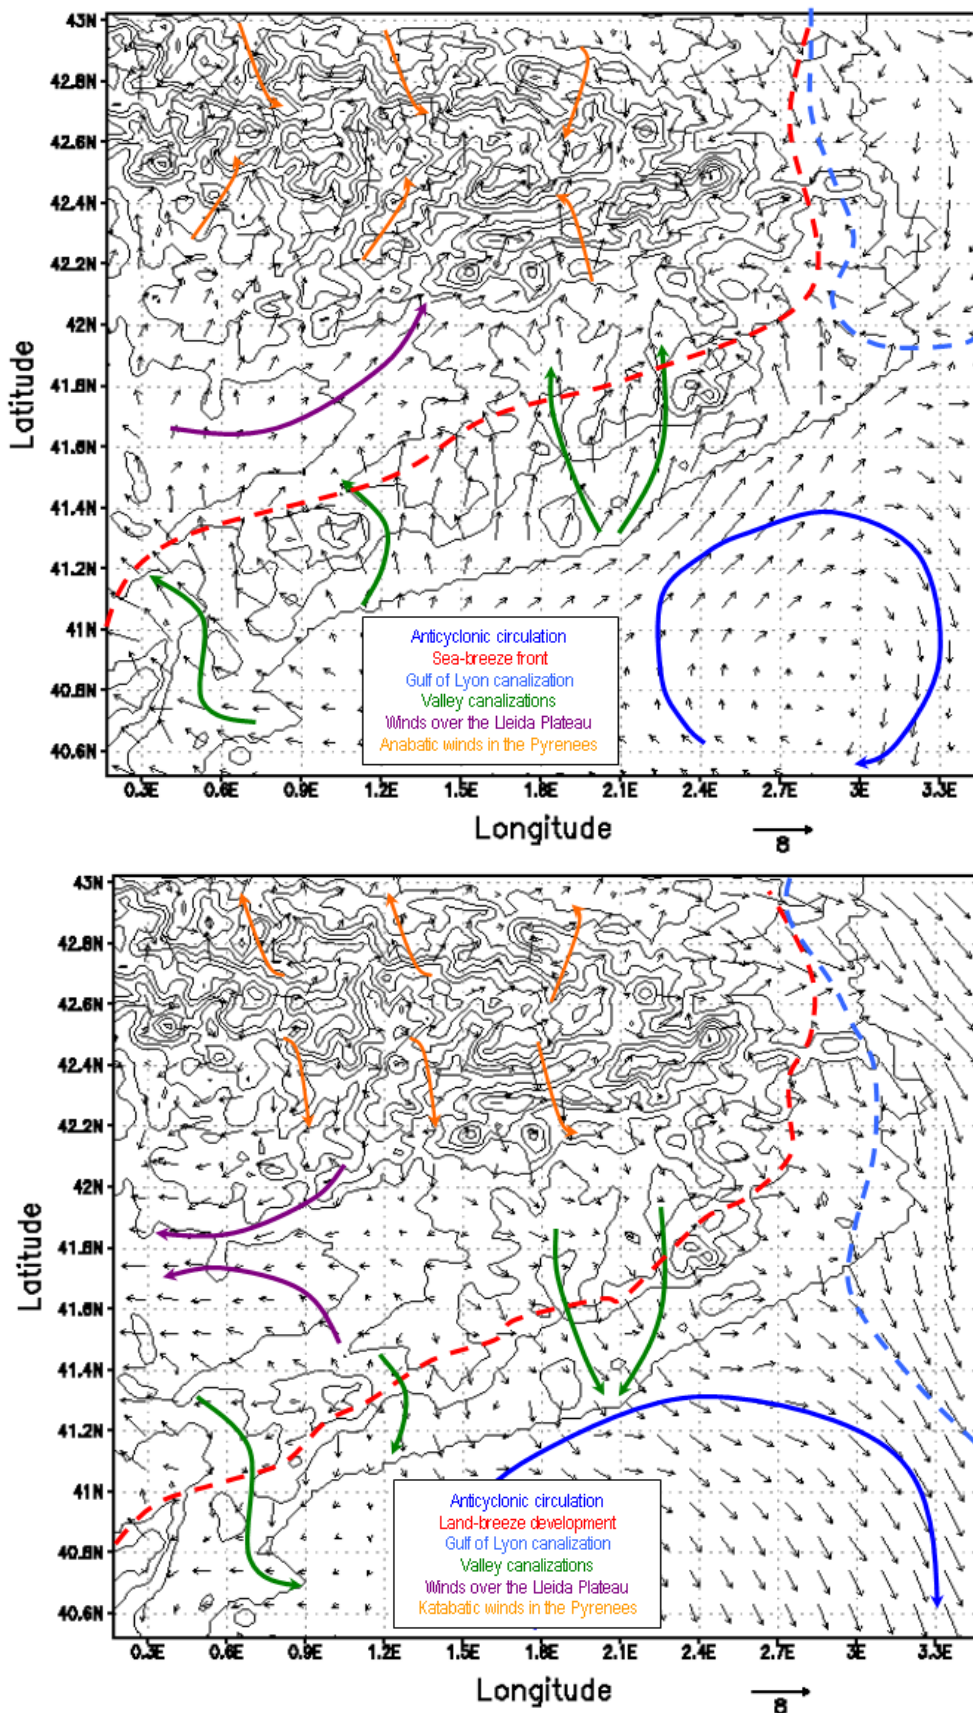 43N
42.8N
42.6N
42.4N
42.2N
42N
41.8N
41.6N
41.4N
41.2N
41N
40.8N
40.6N
Latitude
Anticyclonic circulation
Sea-breeze front
Gulf of Lyon canalization
Valley canalizations
Winds over the Lleida Plateau
Anabatic winds in the Pyrenees
0.3E 0.6E 0.9E 1.2E 1.5E 1.8E 2.1E 2.4E 2.7E 3E 3.3E
Longitude
8
43N
42.8N
42.6N
42.4N
42.2N
42N
41.8N
41.6N
41.4N
41.2N
41N
40.8N
40.6N
Latitude
Anticyclonic circulation
Land-breeze development
Gulf of Lyon canalization
Valley canalizations
Winds over the Lleida Plateau
Katabatic winds in the Pyrenees
0.3E 0.6E 0.9E 1.2E 1.5E 1.8E 2.1E 2.4E 2.7E 3E 3.3E
Longitude
8